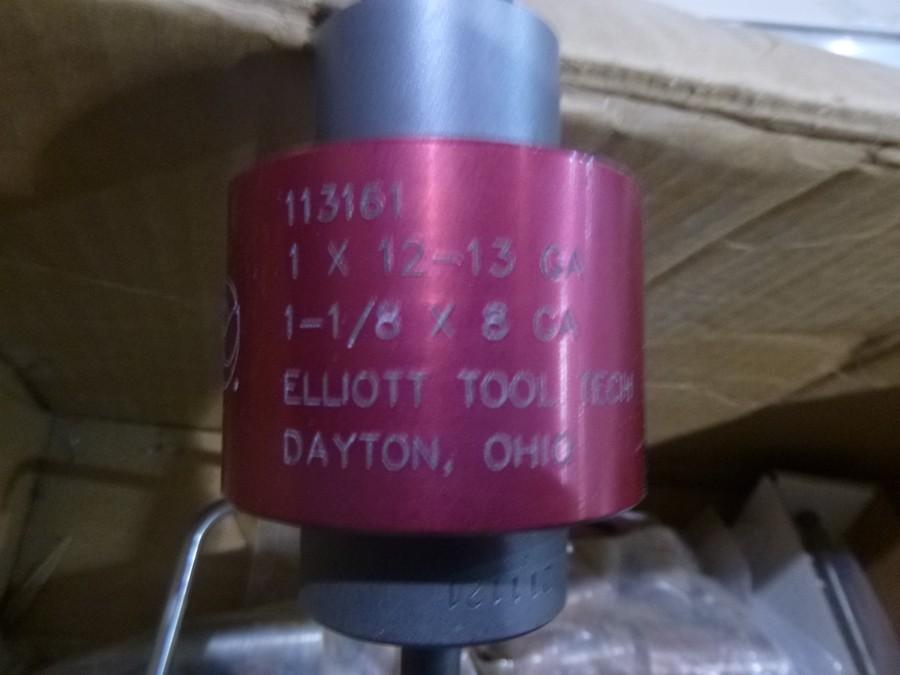 113161
1 X 12-13 GA
1-1/8 X 8 GA
ELLIOTT TOOL TECH
DAYTON, OHIO